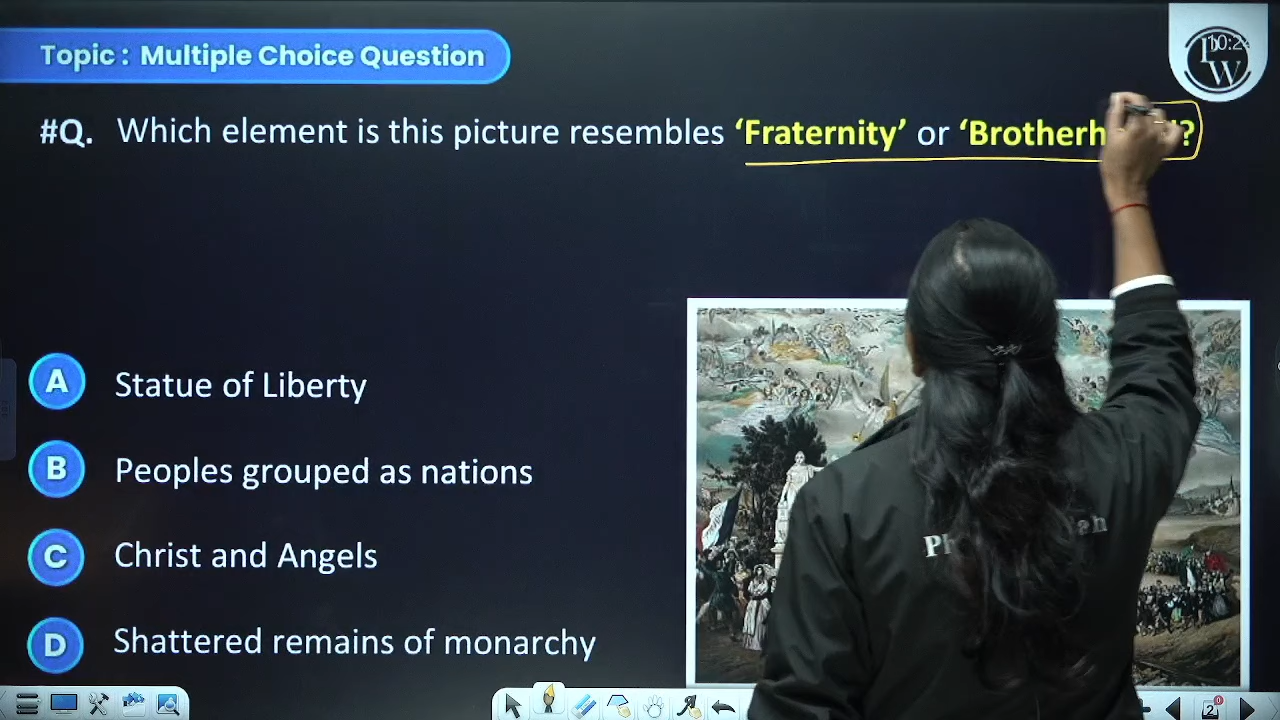 Topic : Multiple Choice Question
#Q. Which element is this picture resembles ‘Fraternity’ or
A Statue of Liberty
B Peoples grouped as nations
C Christ and Angels
D Shattered remains of monarchy